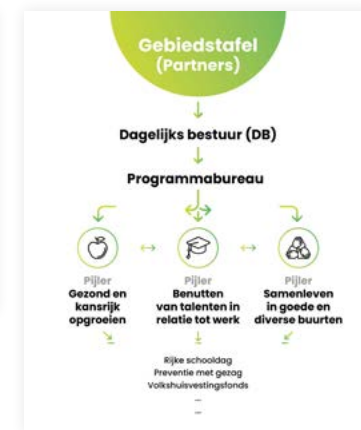 Gebiedstafel
(Partners)
Dagelijks bestuur (DB)
Programmabureau
Pijler
Gezond en
kansrijk
opgroeien
Pijler
Benutten
van talenten in
relatie tot werk
Pijler
Samenleven
in goede en
diverse buurten
Rijke schooldag
Preventie met gezag
Volkshuisvestingsfonds
...
...